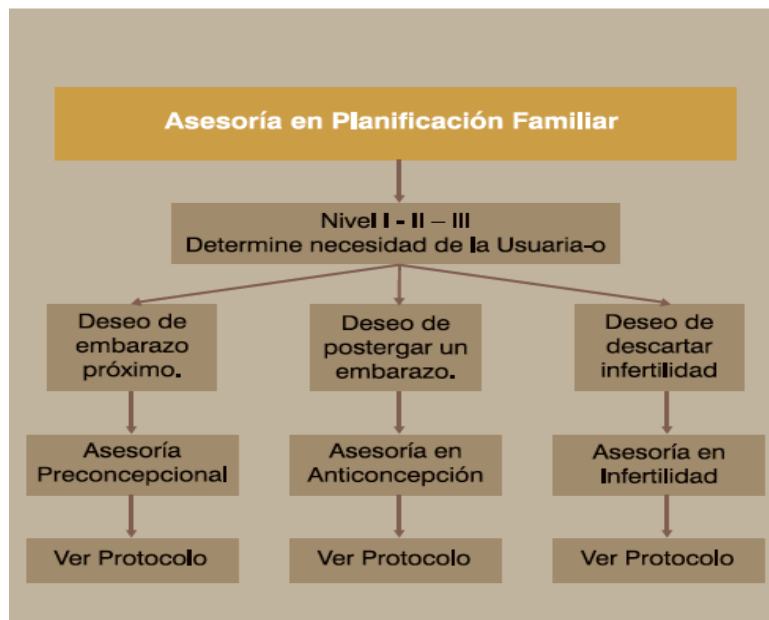 Asesoría en Planificación Familiar
Nivel I - II – III
Determine necesidad de la Usuaria-o
Deseo de
embarazo
próximo.
Deseo de
postergar un
embarazo.
Deseo de
descartar
infertilidad
Asesoría
Preconcepcional
Asesoría en
Anticoncepción
Asesoría en
Infertilidad
Ver Protocolo
Ver Protocolo
Ver Protocolo